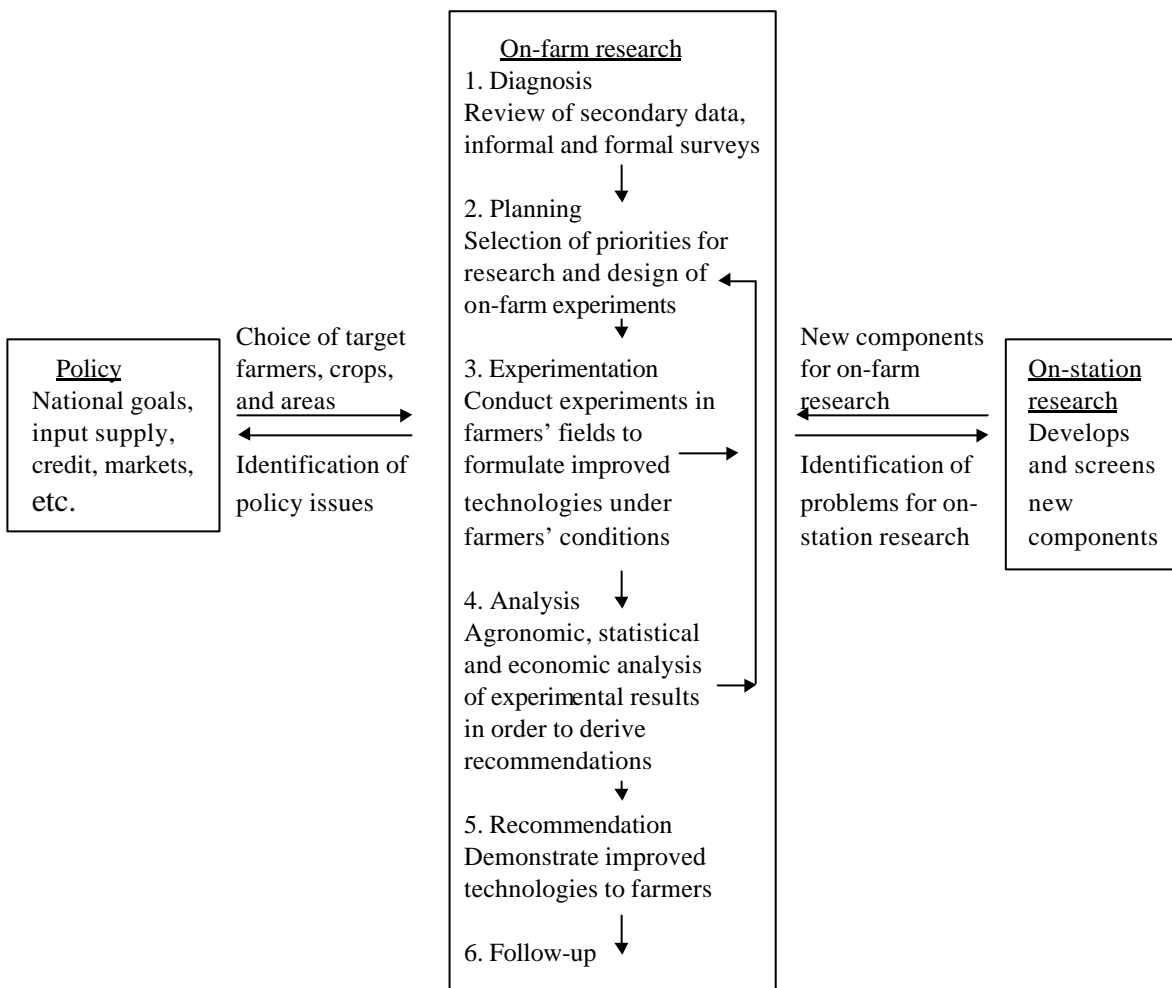 On-farm research
1. Diagnosis
Review of secondary data,
informal and formal surveys
2. Planning
Selection of priorities for
research and design of
on-farm experiments
3. Experimentation
Conduct experiments in
farmers’ fields to
formulate improved
technologies under
farmers’ conditions
4. Analysis
Agronomic, statistical
and economic analysis
of experimental results
in order to derive
recommendations
5. Recommendation
Demonstrate improved
technologies to farmers
6. Follow-up
Policy
National goals,
input supply,
credit, markets,
etc.
Choice of target
farmers, crops,
and areas
Identification of
policy issues
New components
for on-farm
research
Identification of
problems for on-
station research
On-station
research
Develops
and screens
new
components